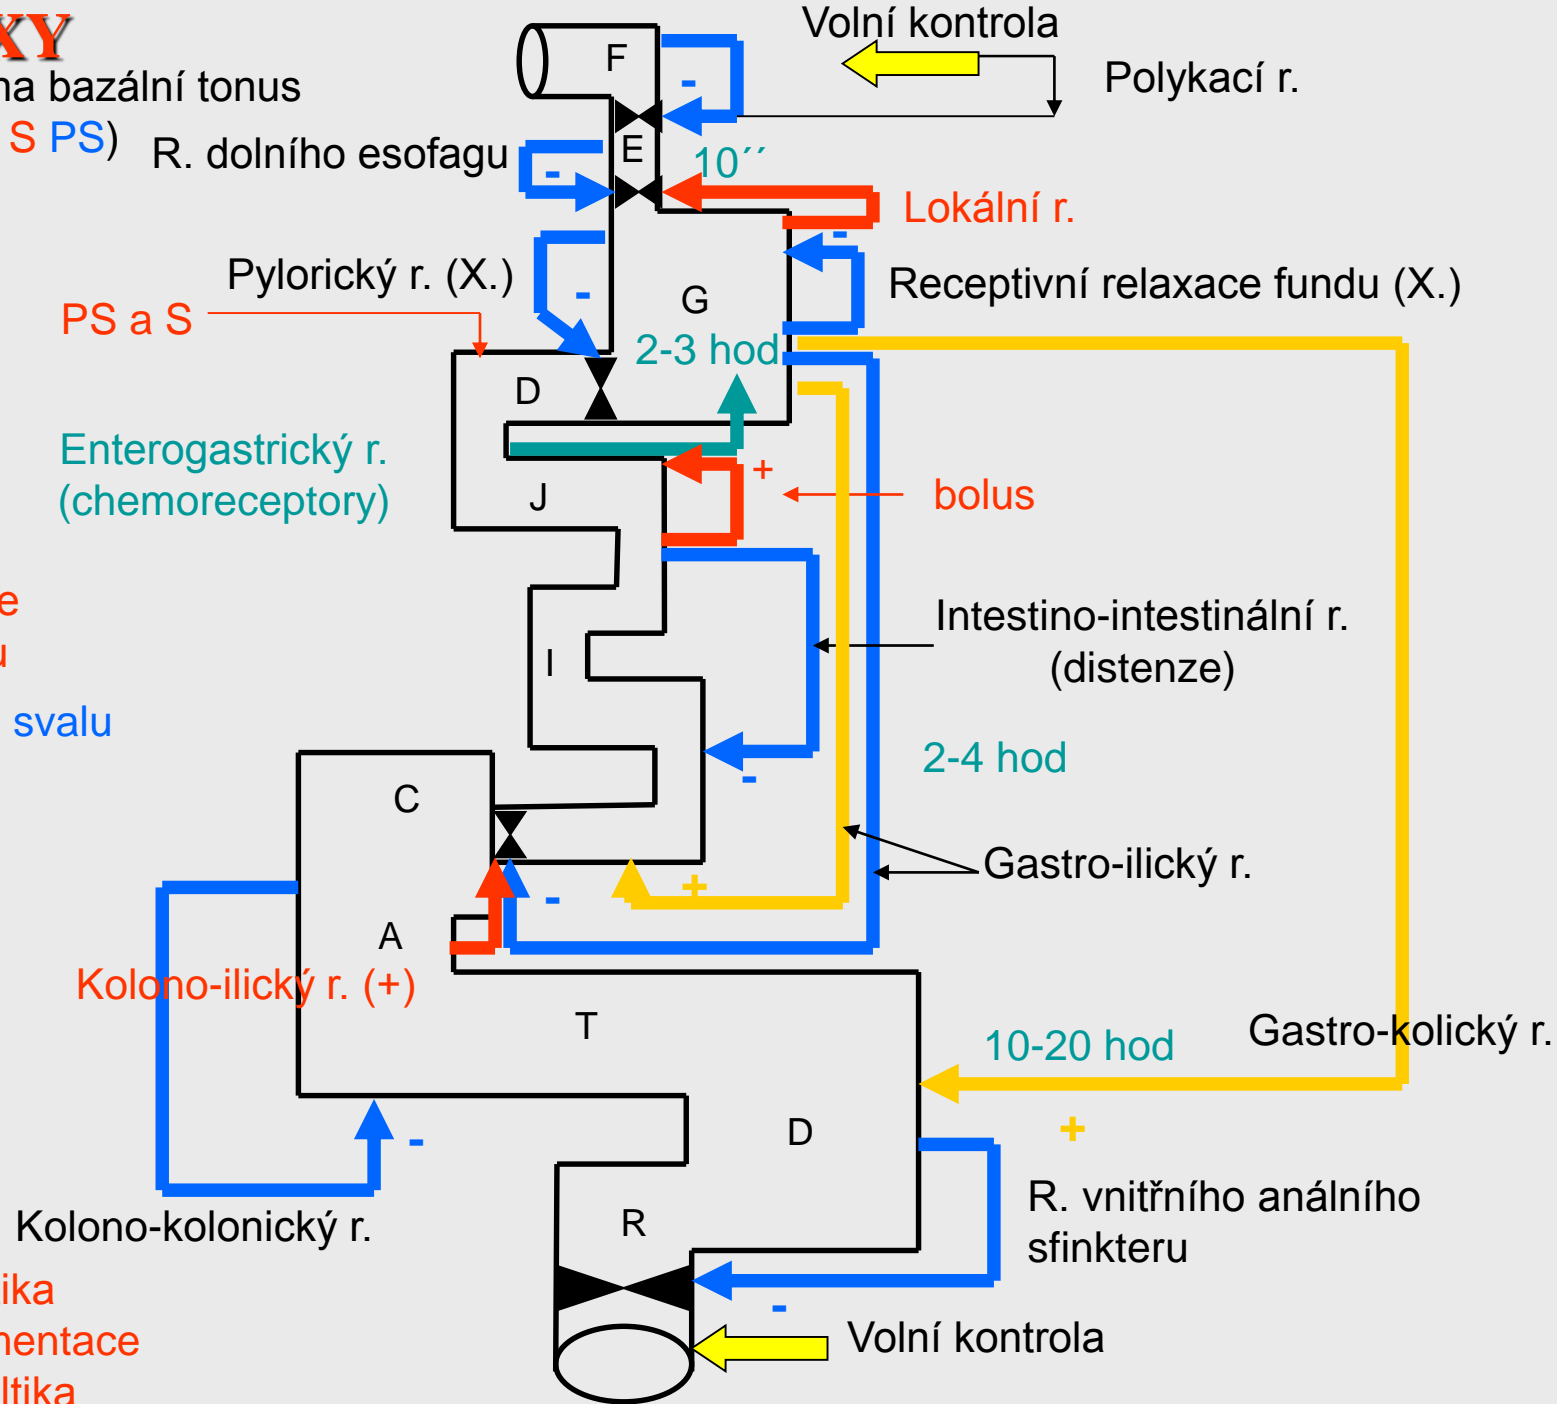 XY
na bazální tonus
S PS)
Volní kontrola
Polykací r.
F
-
R. dolního esofagu
E
10´´
-
Lokální r.
-
Pylorický r. (X.)
-
G
Receptivní relaxace fundu (X.)
PS a S
2-3 hod
D
Enterogastrický r.
(chemoreceptory)
+
bolus
J
e
Intestino-intestinální r.
(distenze)
I
svalu
2-4 hod
-
C
Gastro-ilický r.
+
-
A
Kolono-ilický r. (+)
T
10-20 hod
Gastro-kolický r.
+
D
-
R. vnitřního análního
sfinkteru
R
Kolono-kolonický r.
-
Volní kontrola
ika
mentace
ltika